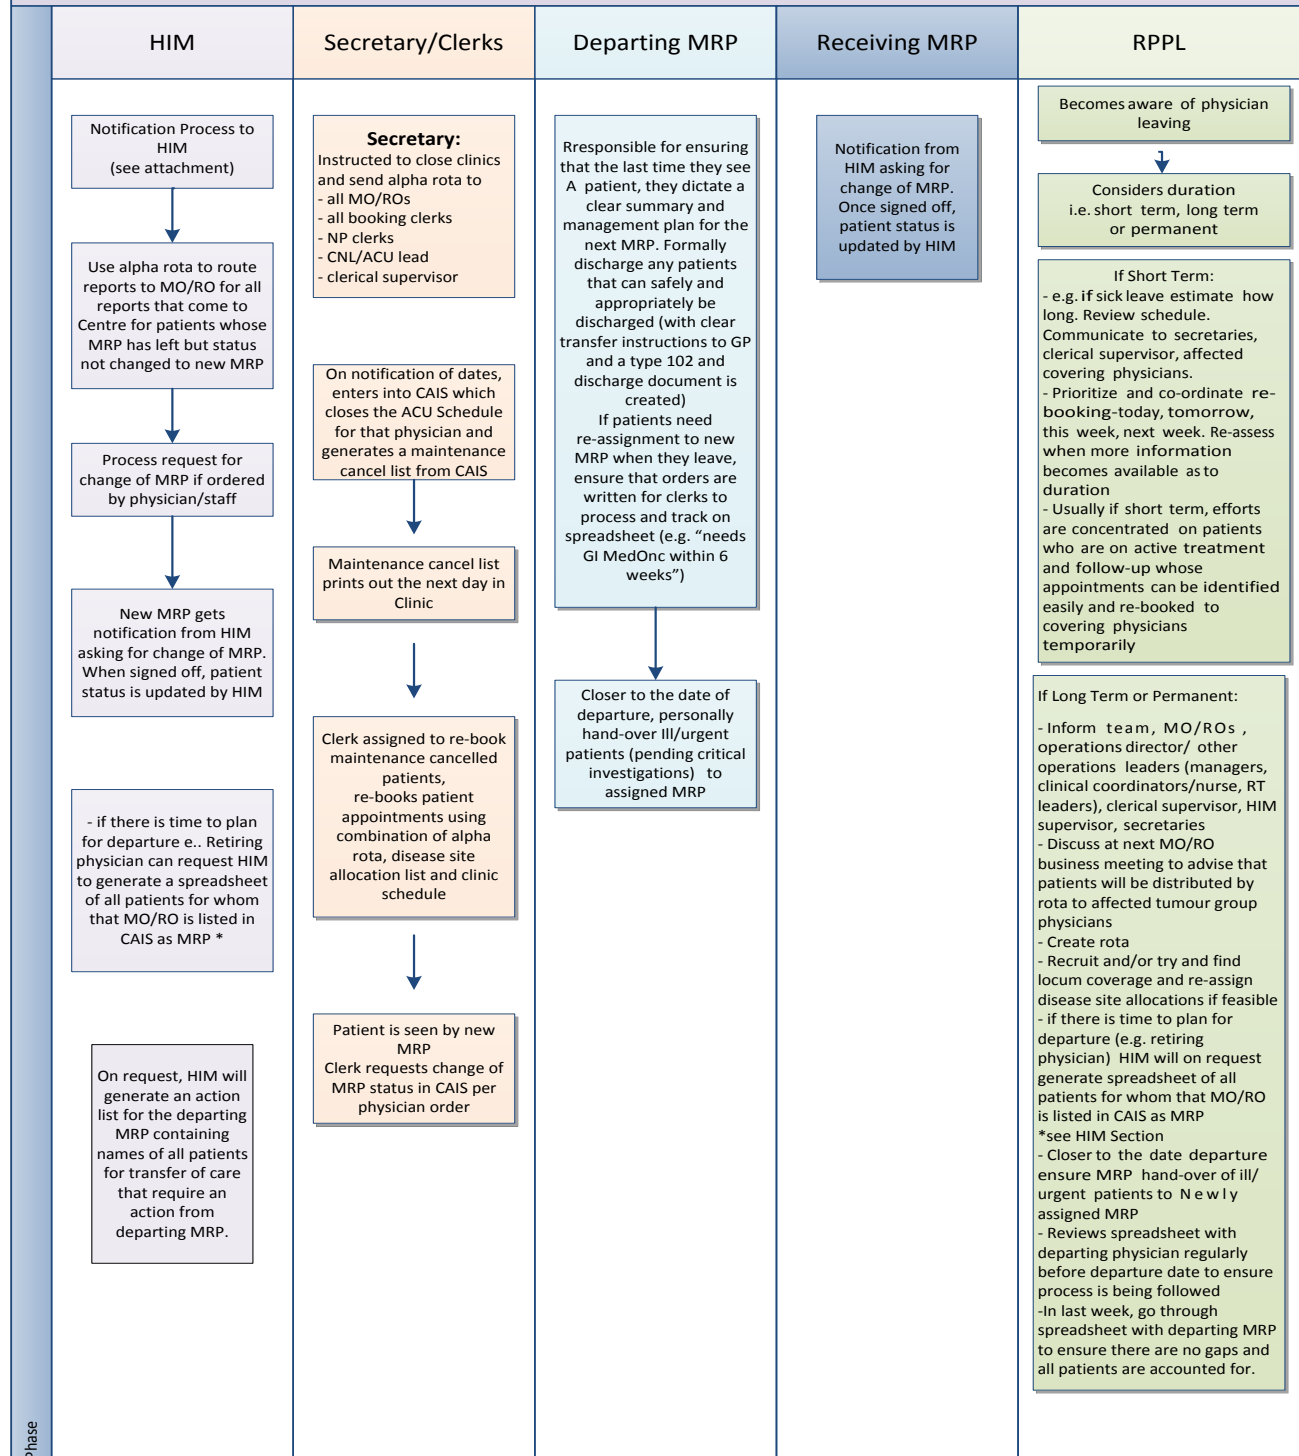 HIM
Secretary/Clerks
Departing MRP
Receiving MRP
RPPL
Notification Process to
HIM
(see attachment)
Use alpha rota to route
reports to MO/RO for all
reports that come to
Centre for patients whose
MRP has left but status
not changed to new MRP
Process request for
change of MRP if ordered
by physician/staff
New MRP gets
notification from HIM
asking for change of MRP.
When signed off, patient
status is updated by HIM
- if there is time to plan
for departure e.. Retiring
physician can request HIM
to generate a spreadsheet
of all patients for whom
that MO/RO is listed in
CAIS as MRP *
On request, HIM will
generate an action
list for the departing
MRP containing
names of all patients
for transfer of care
that require an
action from
departing MRP.
Secretary:
Instructed to close clinics
and send alpha rota to
- all MO/ROs
- all booking clerks
- NP clerks
- CNL/ACU lead
- clerical supervisor
On notification of dates,
enters into CAIS which
closes the ACU Schedule
for that physician and
generates a maintenance
cancel list from CAIS
Maintenance cancel list
prints out the next day in
Clinic
Clerk assigned to re-book
maintenance cancelled
patients,
re-books patient
appointments using
combination of alpha
rota, disease site
allocation list and clinic
schedule
Patient is seen by new
MRP
Clerk requests change of
MRP status in CAIS per
physician order
Rresponsible for ensuring
that the last time they see
A patient, they dictate a
clear summary and
management plan for the
next MRP. Formally
discharge any patients
that can safely and
appropriately be
discharged (with clear
transfer instructions to GP
and a type 102 and
discharge document is
created)
If patients need
re-assignment to new
MRP when they leave,
ensure that orders are
written for clerks to
process and track on
spreadsheet (e.g. “needs
GI MedOnc within 6
weeks”)
Closer to the date of
departure, personally
hand-over Ill/urgent
patients (pending critical
investigations) to
assigned MRP
Notification from
HIM asking for
change of MRP.
Once signed off,
patient status is
updated by HIM
Becomes aware of physician
leaving
Considers duration
i.e. short term, long term
or permanent
If Short Term:
- e.g. if sick leave estimate how
long. Review schedule.
Communicate to secretaries,
clerical supervisor, affected
covering physicians.
- Prioritize and co-ordinate re-
booking-today, tomorrow,
this week, next week. Re-assess
when more information
becomes available as to
duration
- Usually if short term, efforts
are concentrated on patients
who are on active treatment
and follow-up whose
appointments can be identified
easily and re-booked to
covering physicians
temporarily
If Long Term or Permanent:
- Inform team, MO/ROs ,
operations director/ other
operations leaders (managers,
clinical coordinators/nurse, RT
leaders), clerical supervisor, HIM
supervisor, secretaries
- Discuss at next MO/RO
business meeting to advise that
patients will be distributed by
rota to affected tumour group
physicians
- Create rota
- Recruit and/or try and find
locum coverage and re-assign
disease site allocations if feasible
- if there is time to plan for
departure (e.g. retiring
physician) HIM will on request
generate spreadsheet of all
patients for whom that MO/RO
is listed in CAIS as MRP
*see HIM Section
- Closer to the date departure
ensure MRP hand-over of ill/
urgent patients to Newly
assigned MRP
- Reviews spreadsheet with
departing physician regularly
before departure date to ensure
process is being followed
-In last week, go through
spreadsheet with departing MRP
to ensure there are no gaps and
all patients are accounted for.
Phase